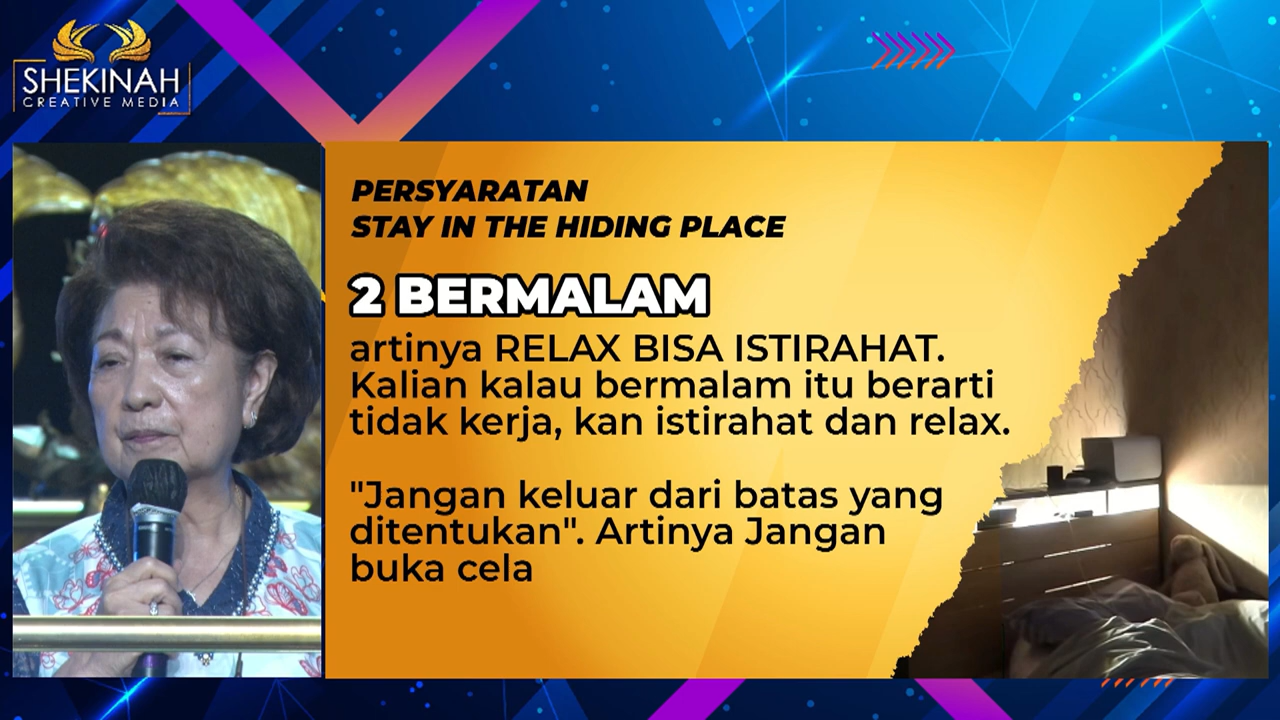 SHEKINAH
CREATIVE MEDIA
PERSYARATAN
STAY IN THE HIDING PLACE
2 BERMALAM
artinya RELAX BISA ISTIRAHAT.
Kalian kalau bermalam itu berarti
tidak kerja, kan istirahat dan relax.
"Jangan keluar dari batas yang
ditentukan". Artinya Jangan
buka cela